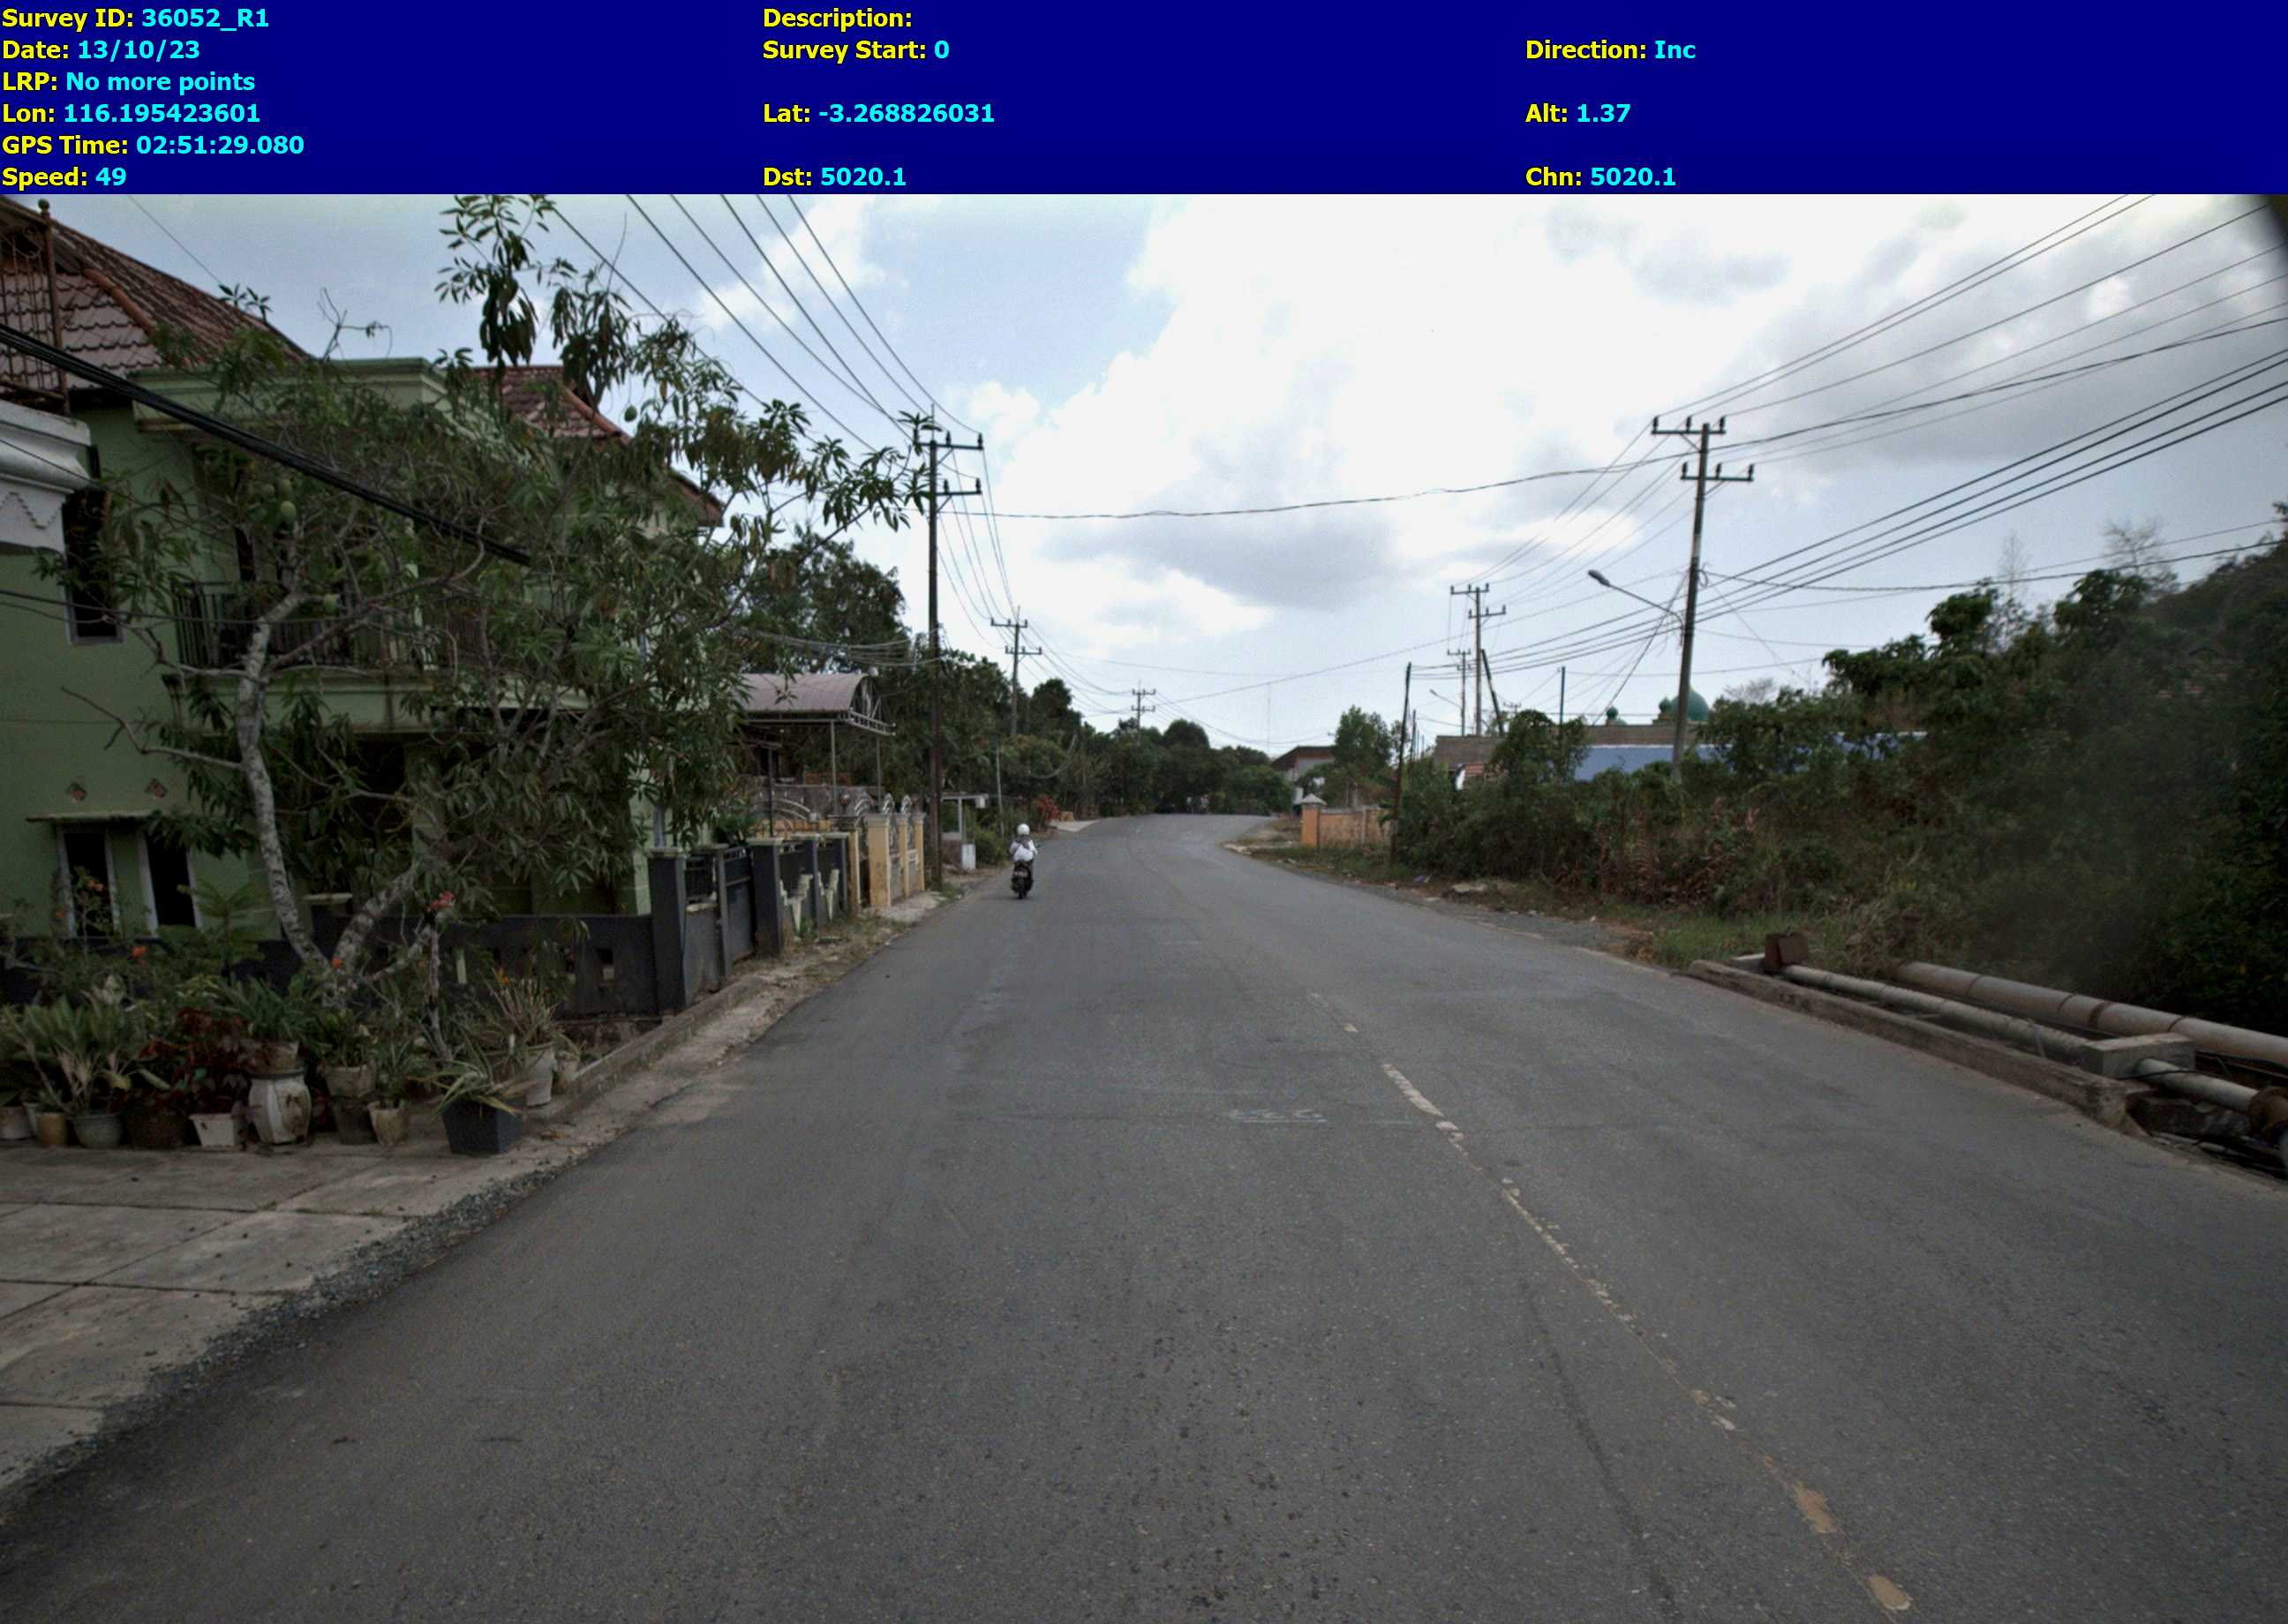 Survey ID: 36052_R1
Description:
Date: 13/10/23
Survey Start: 0
Direction: Inc
LRP: No more points
Lon: 116.195423601
Lat: -3.268826031
Alt: 1.37
GPS Time: 02:51:29.080
Speed: 49
Dst: 5020.1
Chn: 5020.1